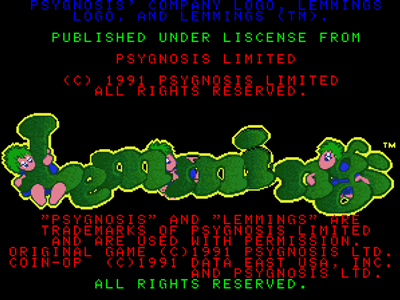 PSYGNOSIS' COMPANY LOGO, LEMMINGS
LOGO, AND LEMMINGS (TM).
PUBLISHED UNDER LISCENSE FROM
PSYGNOSIS LIMITED
(C) 1991 PSYGNOSIS LIMITED
ALL RIGHTS RESERVED.
Lemmings TM
"PSYGNOSIS" AND "LEMMINGS" ARE
TRADEMARKS OF PSYGNOSIS LIMITED
AND ARE USED WITH PERMISSION.
ORIGINAL GAME (C)1991 PSYGNOSIS LTD.
COIN-OP (C)1991 DATA EAST USA, INC.
AND PSYGNOSIS LTD.
ALL RIGHTS RESERVED.